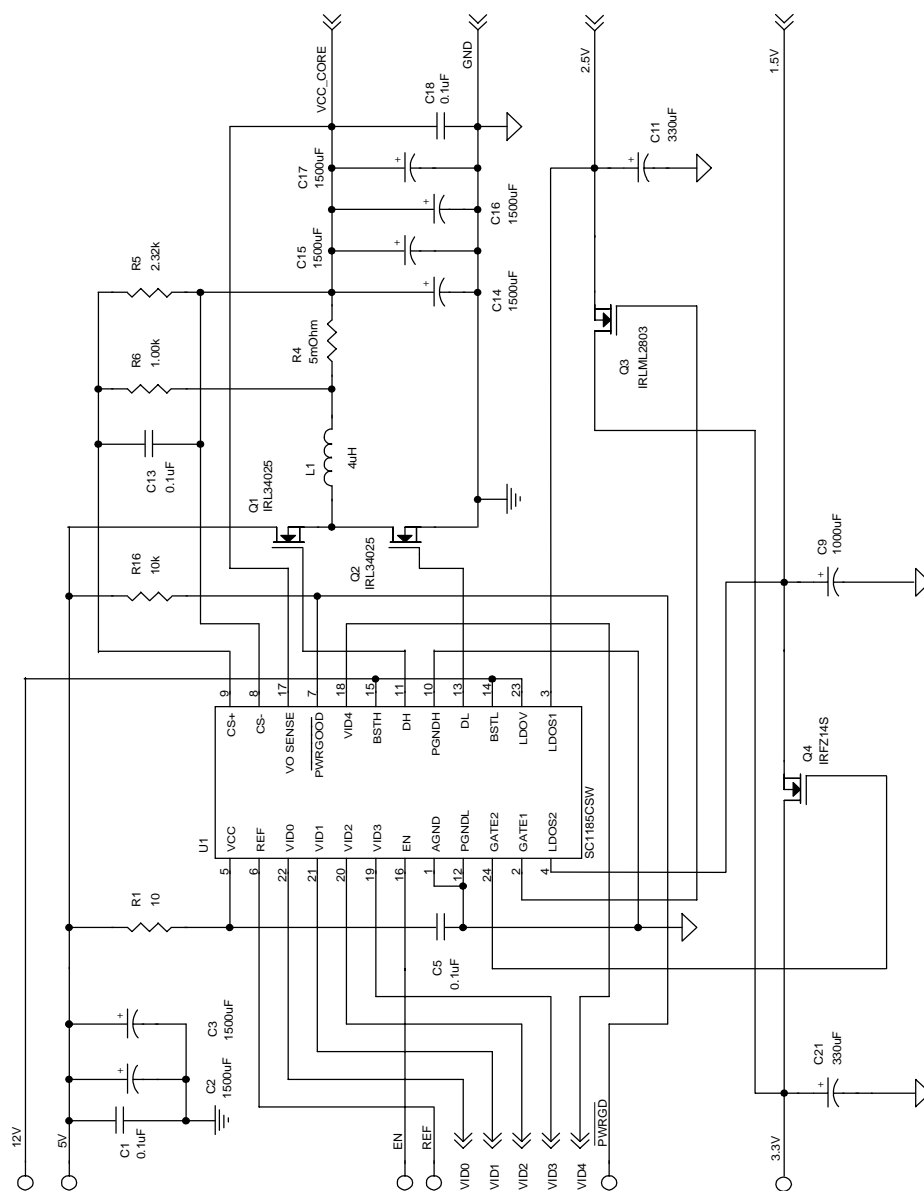 12V
5V
C1
0.1uF
C2
1500uF
C3
1500uF
R1
10
R16
10k
C13
0.1uF
R6
1.00k
R5
2.32k
EN
REF
VID0
VID1
VID2
VID3
VID4
PWRGD
C5
0.1uF
U1
5 VCC
6 REF
22 VID0
21 VID1
20 VID2
19 VID3
16 EN
1 AGND
12 PGNDL
24 GATE2
2 GATE1
4 LDOS2
CS+ 9
CS- 8
VO SENSE 17
PWRGOOD 7
VID4 18
BSTH 15
DH 11
PGNDH 10
DL 13
BSTL 14
LDOV 23
LDOS1 3
SC1185CSW
Q1
IRL34025
Q2
IRL34025
L1
4uH
R4
5mOhm
C15
1500uF
C17
1500uF
C14
1500uF
C16
1500uF
C18
0.1uF
VCC_CORE
GND
Q3
IRLML2803
C11
330uF
2.5V
3.3V
C21
330uF
Q4
IRFZ14S
C9
1000uF
1.5V